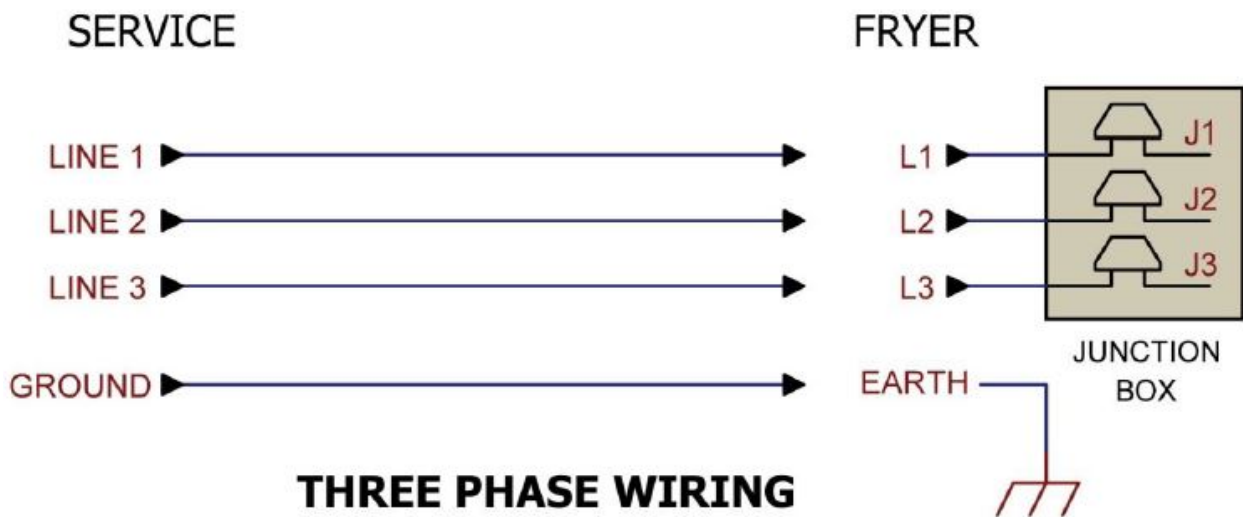 SERVICE FRYER
LINE 1 L1 J1
LINE 2 L2 J2
LINE 3 L3 J3
JUNCTION
BOX
GROUND EARTH
THREE PHASE WIRING